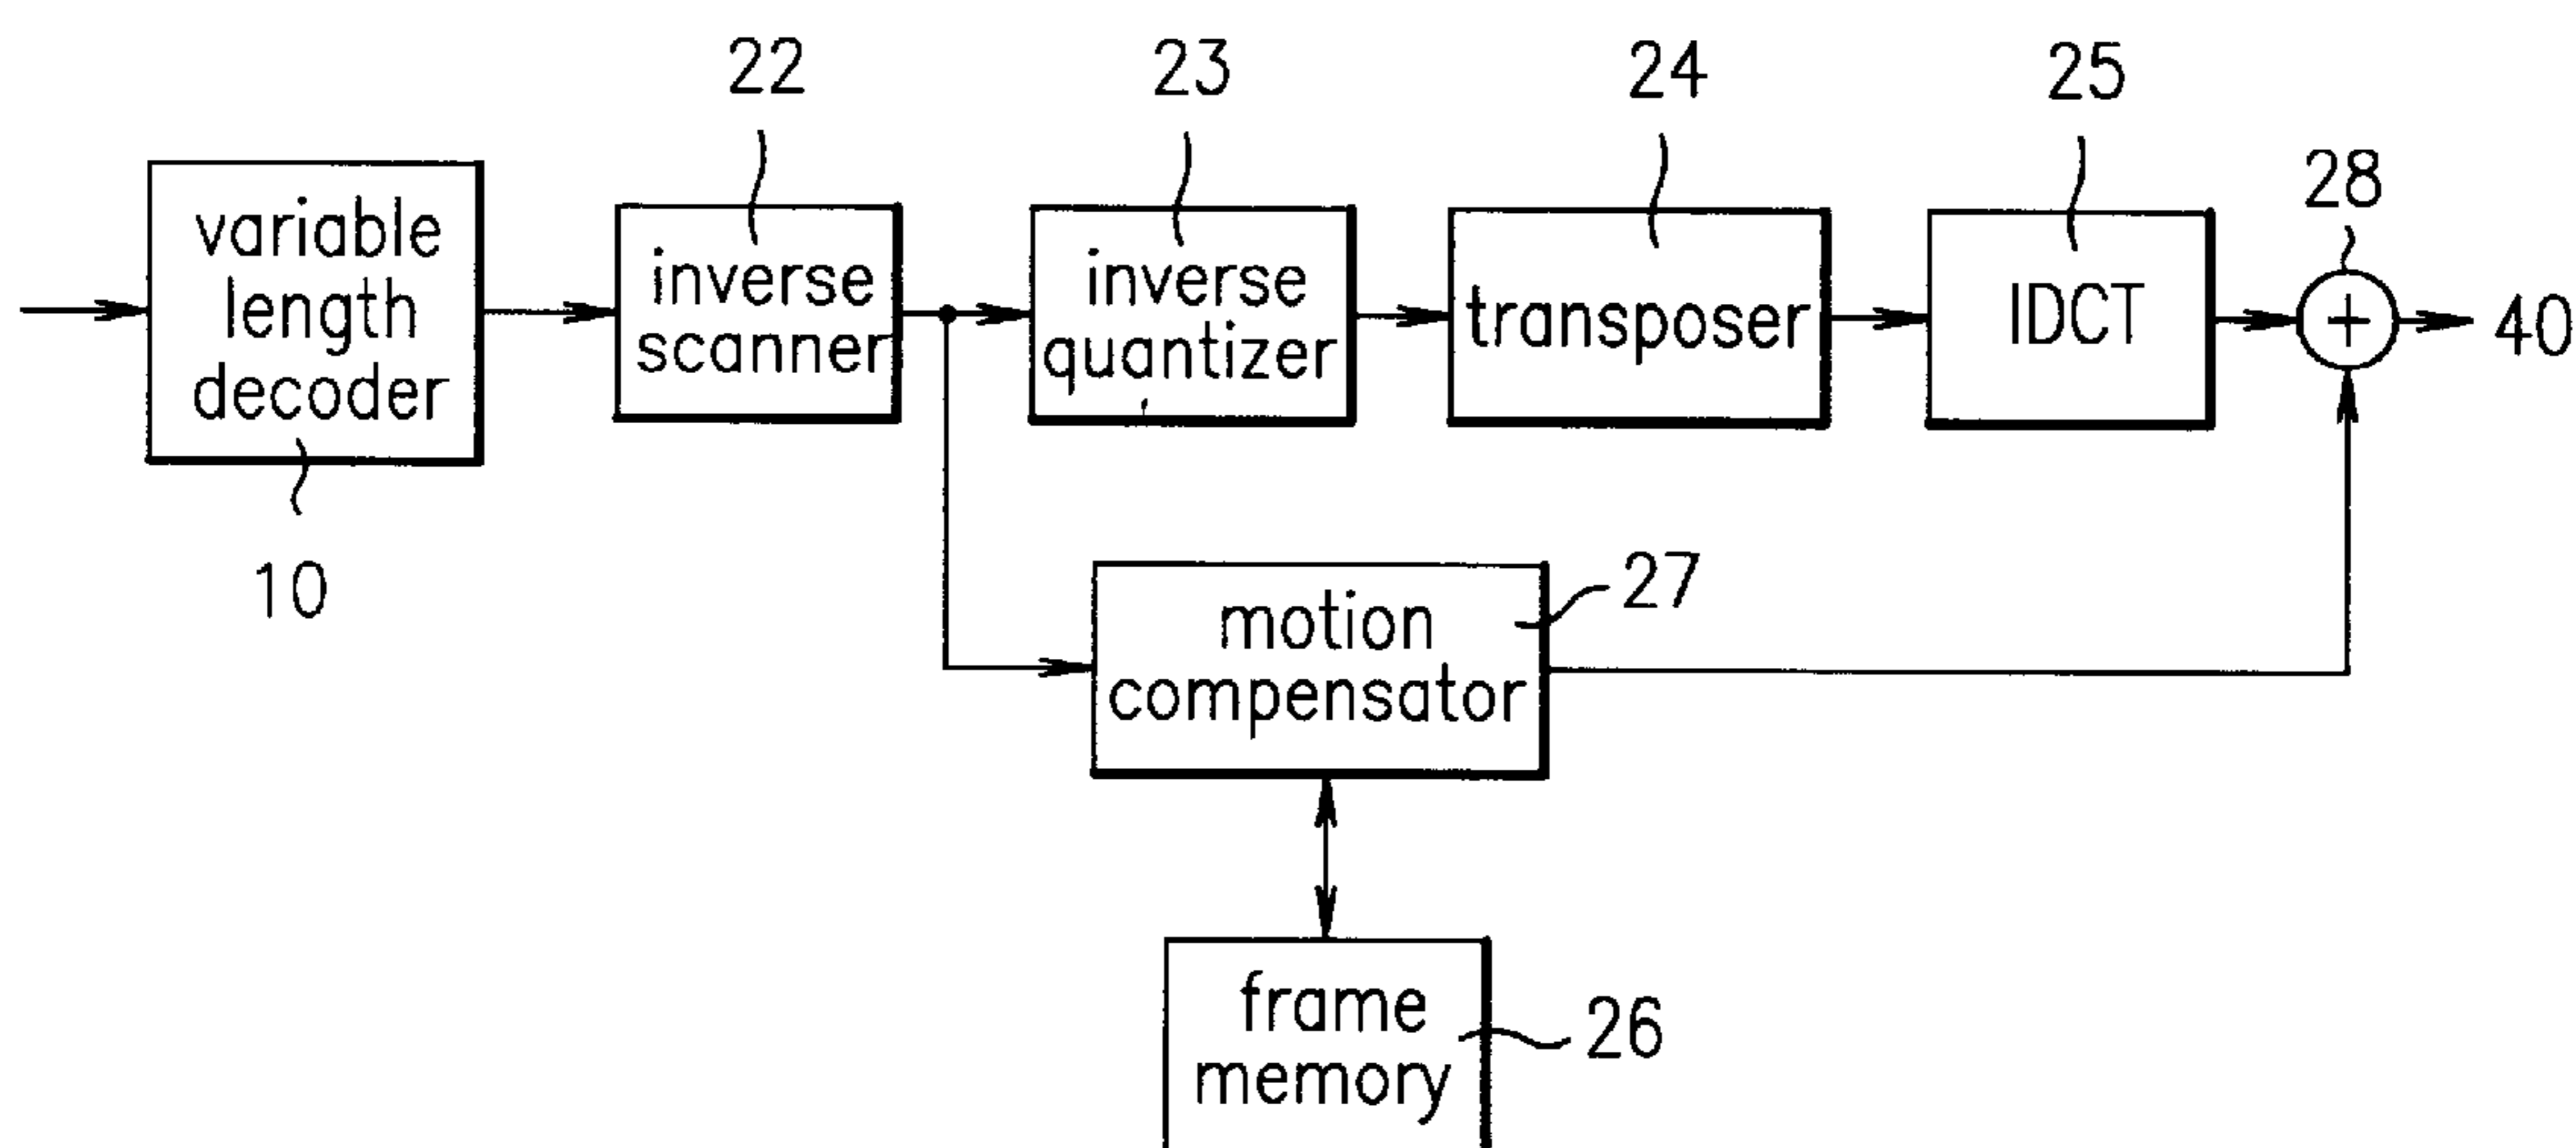 22
23
24
25
28
variable
length
decoder
inverse
scanner
inverse
quantizer
transposer
IDCT
+
40
10
motion
compensator
27
frame
memory
26